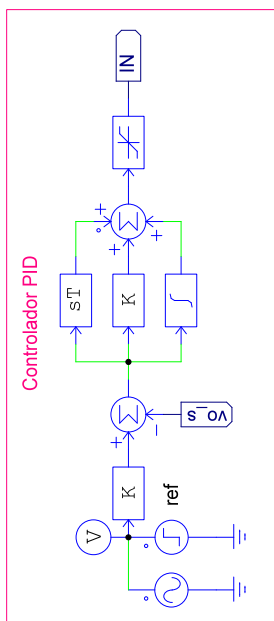 Controlador PID
IN
sT
K
∫
Σ
Σ
vo_s
K
V
ref